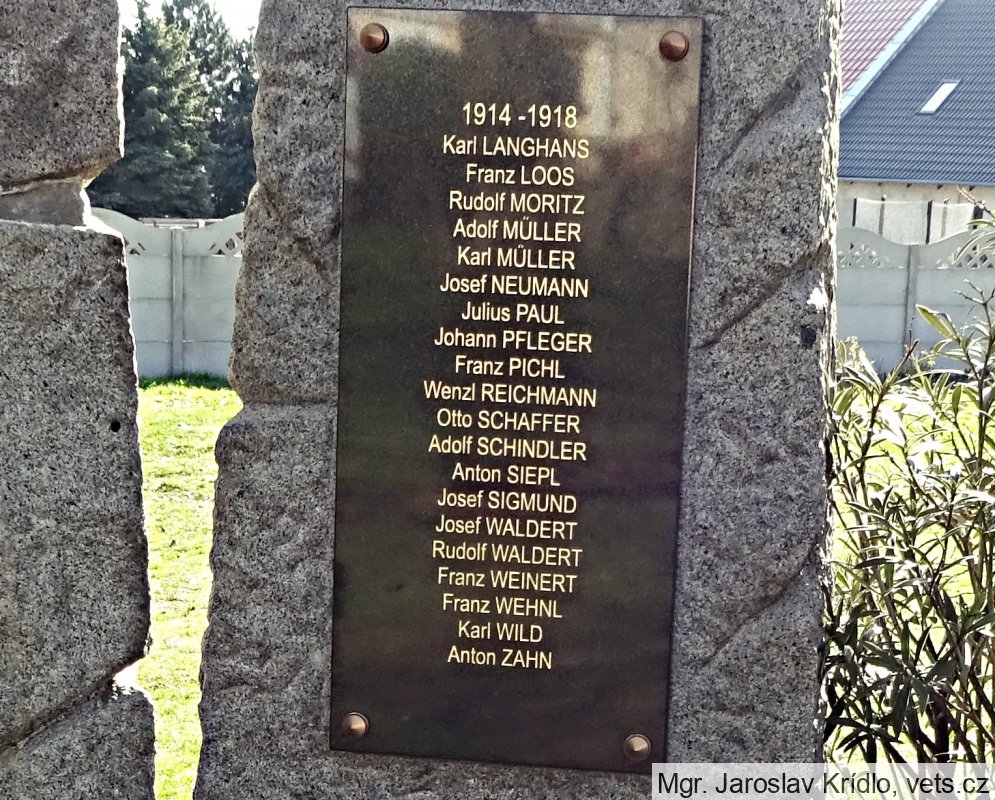 1914 -1918
Karl LANGHANS
Franz LOOS
Rudolf MORITZ
Adolf MŰLLER
Karl MŰLLER
Josef NEUMANN
Julius PAUL
Johann PFLEGER
Franz PICHL
Wenzl REICHMANN
Otto SCHAFFER
Adolf SCHINDLER
Anton SIEPL
Josef SIGMUND
Josef WALDERT
Rudolf WALDERT
Franz WEINERT
Franz WEHNL
Karl WILD
Anton ZAHN
Mgr. Jaroslav Krídlo, vets.cz